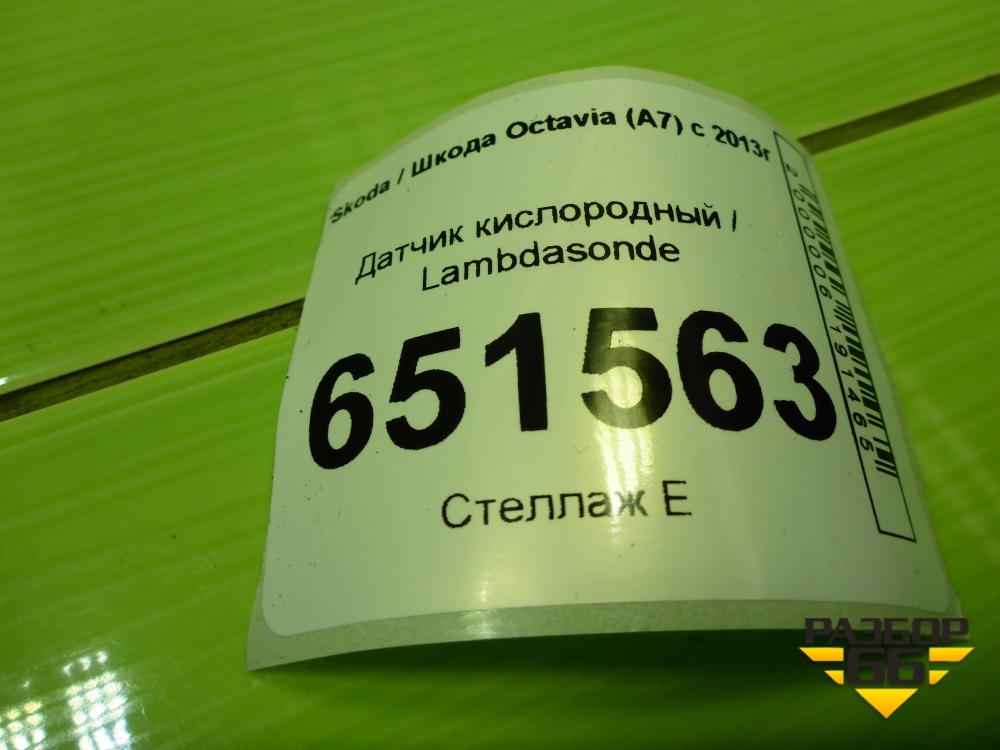 Skoda / Шкода Octavia (A7) с 2013г
Датчик кислородный /
Lambdasonde
651563
Стеллаж Е
2000006191465
РАЗБОР
66